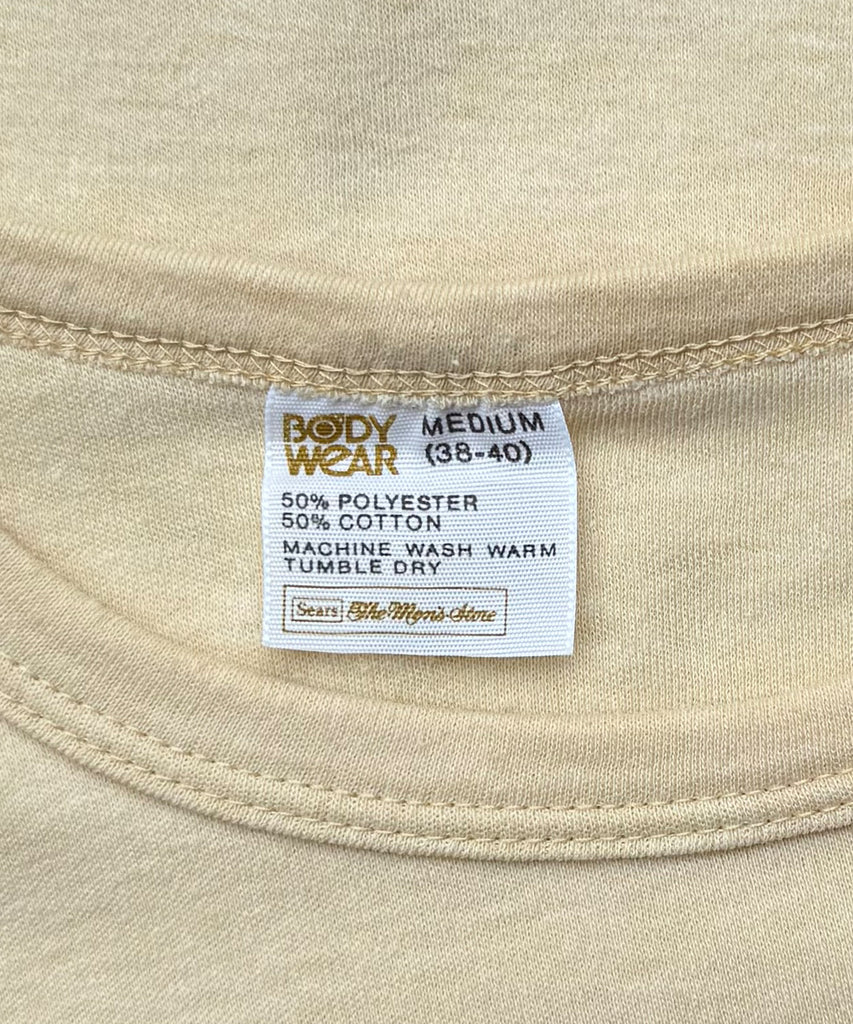 BODY WEAR
MEDIUM
(38-40)
50% POLYESTER
50% COTTON
MACHINE WASH WARM
TUMBLE DRY
Sears The Men's Store